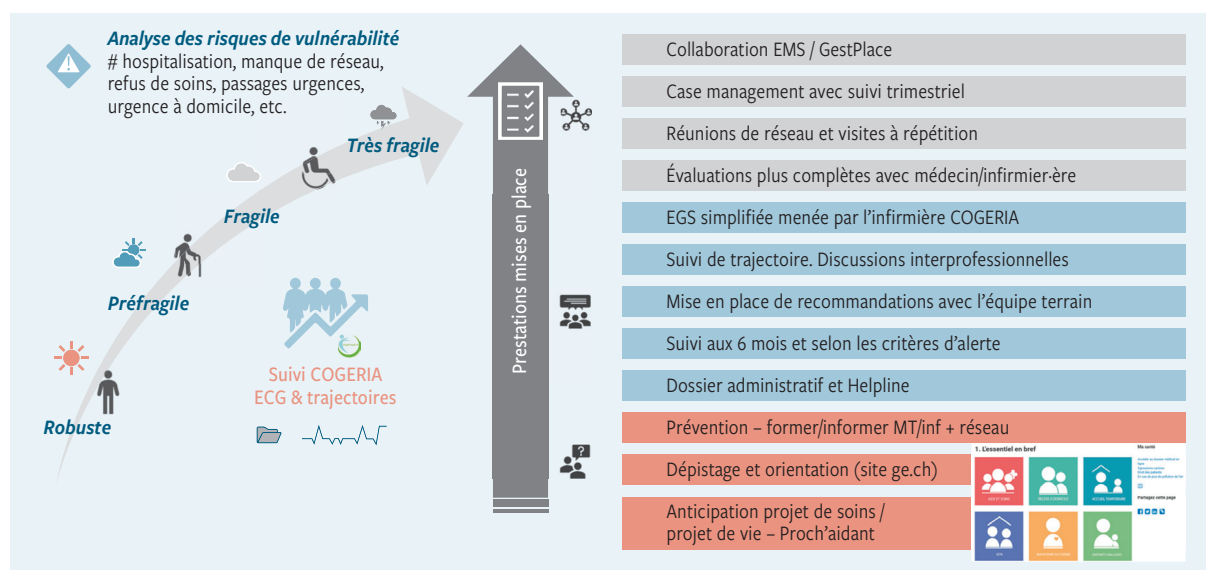 Analyse des risques de vulnérabilité
# hospitalisation, manque de réseau,
refus de soins, passages urgences,
urgence à domicile, etc.
Très fragile
Fragile
Préfragile
Robuste
Suivi COGERIA
ECG & trajectoires
Prestations mises en place
Collaboration EMS / GestPlace
Case management avec suivi trimestriel
Réunions de réseau et visites à répétition
Évaluations plus complètes avec médecin/infirmier·ère
EGS simplifiée menée par l'infirmière COGERIA
Suivi de trajectoire. Discussions interprofessionnelles
Mise en place de recommandations avec l'équipe terrain
Suivi aux 6 mois et selon les critères d'alerte
Dossier administratif et Helpline
Prévention – former/informer MT/inf + réseau
Dépistage et orientation (site ge.ch)
Anticipation projet de soins /
projet de vie – Proch'aidant
1. L'essentiel en bref
Ma santé
Partagez cette page
ACCUEIL TEMPORAIRE